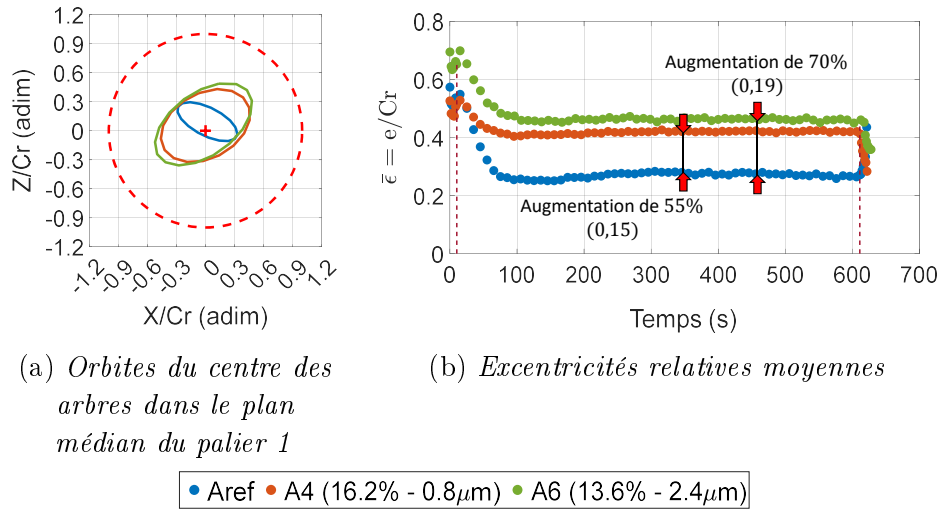 1.2
0.9
0.6
0.3
0
-0.3
-0.6
-0.9
-1.2
Z/Cr (adim)
-1.2 -0.9 -0.6 -0.3 0 0.3 0.6 0.9 1.2
X/Cr (adim)
0.8
0.6
0.4
0.2
0
ε̄ = e/Cr
Augmentation de 70%
(0,19)
Augmentation de 55%
(0,15)
0 100 200 300 400 500 600 700
Temps (s)
(a) Orbites du centre des
arbres dans le plan
médian du palier 1
(b) Excentricités relatives moyennes
Aref A4 (16.2% - 0.8μm) A6 (13.6% - 2.4μm)